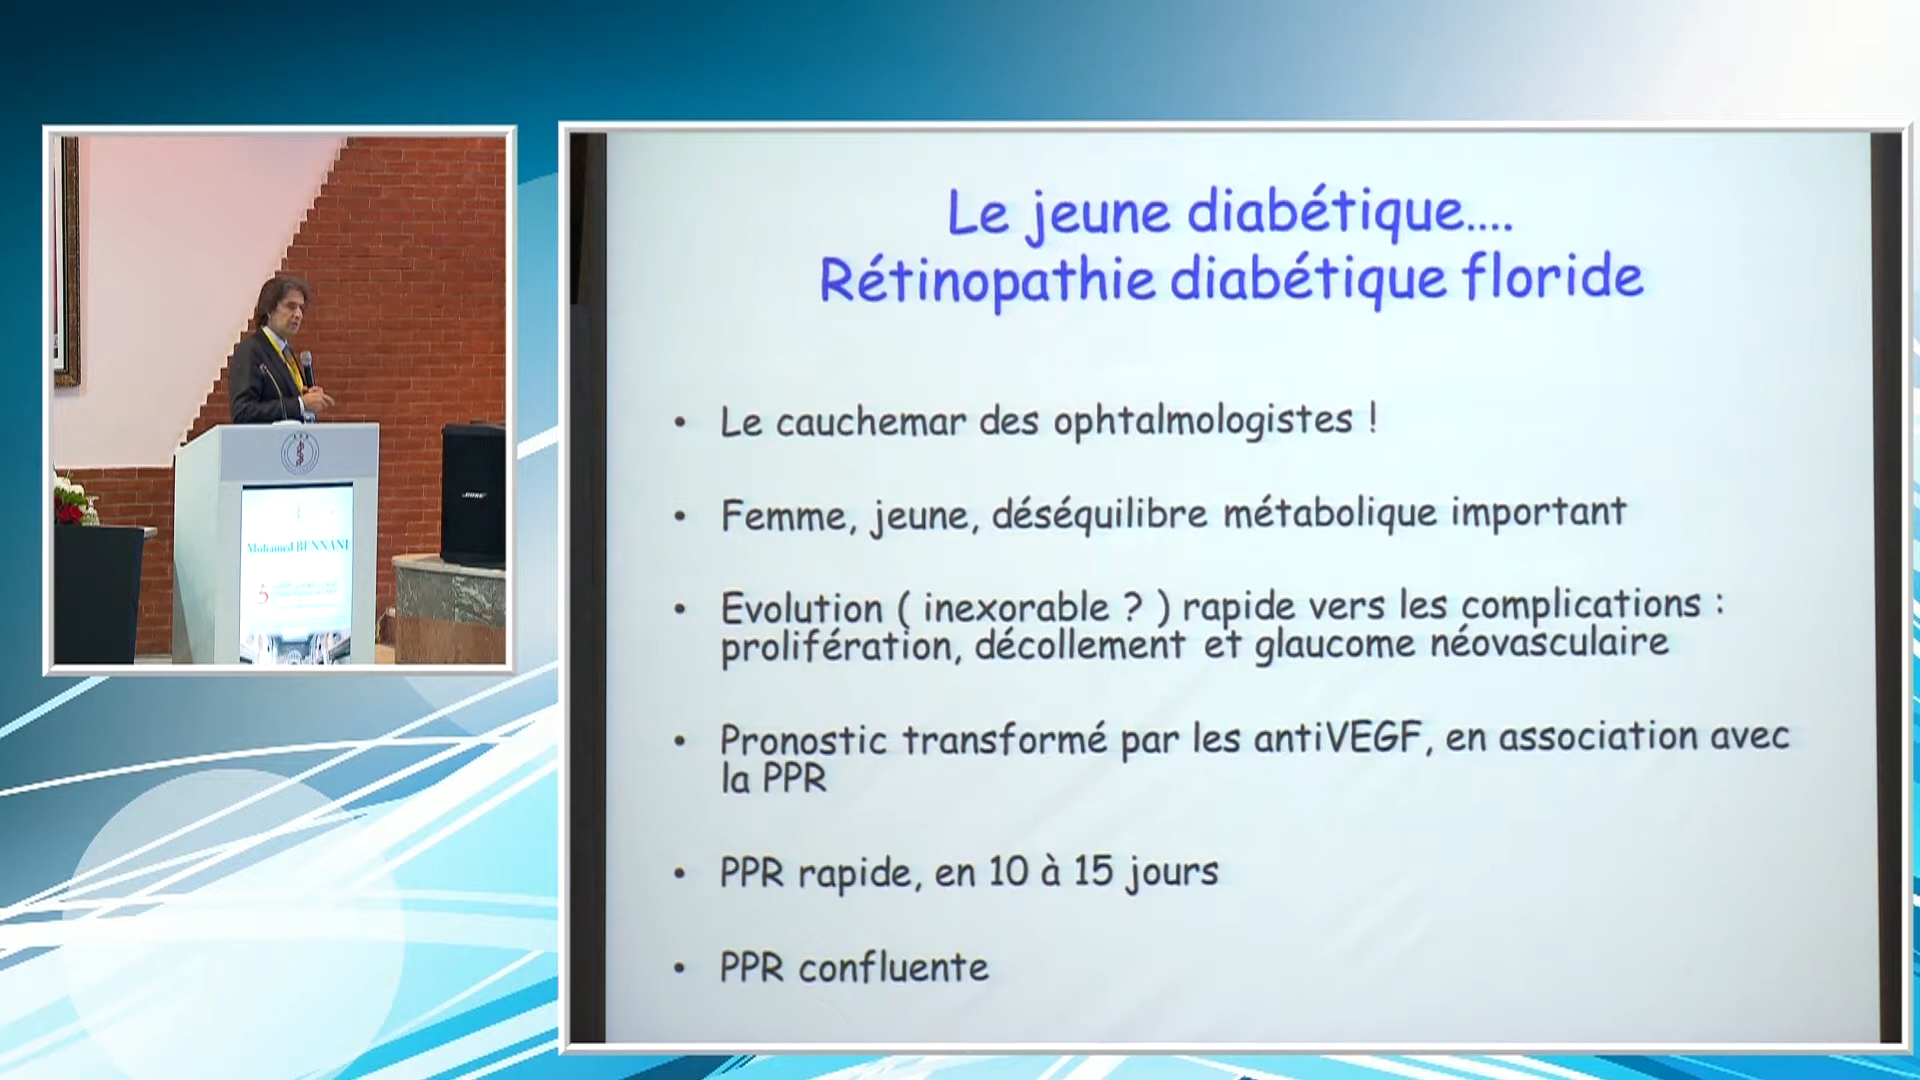 Le jeune diabétique....
Rétinopathie diabétique floride
• Le cauchemar des ophtalmologistes !
• Femme, jeune, déséquilibre métabolique important
• Evolution ( inexorable ? ) rapide vers les complications :
prolifération, décollement et glaucome néovasculaire
• Pronostic transformé par les antiVEGF, en association avec
la PPR
• PPR rapide, en 10 à 15 jours
• PPR confluente
Mohamed BENNANI
5
BOSE